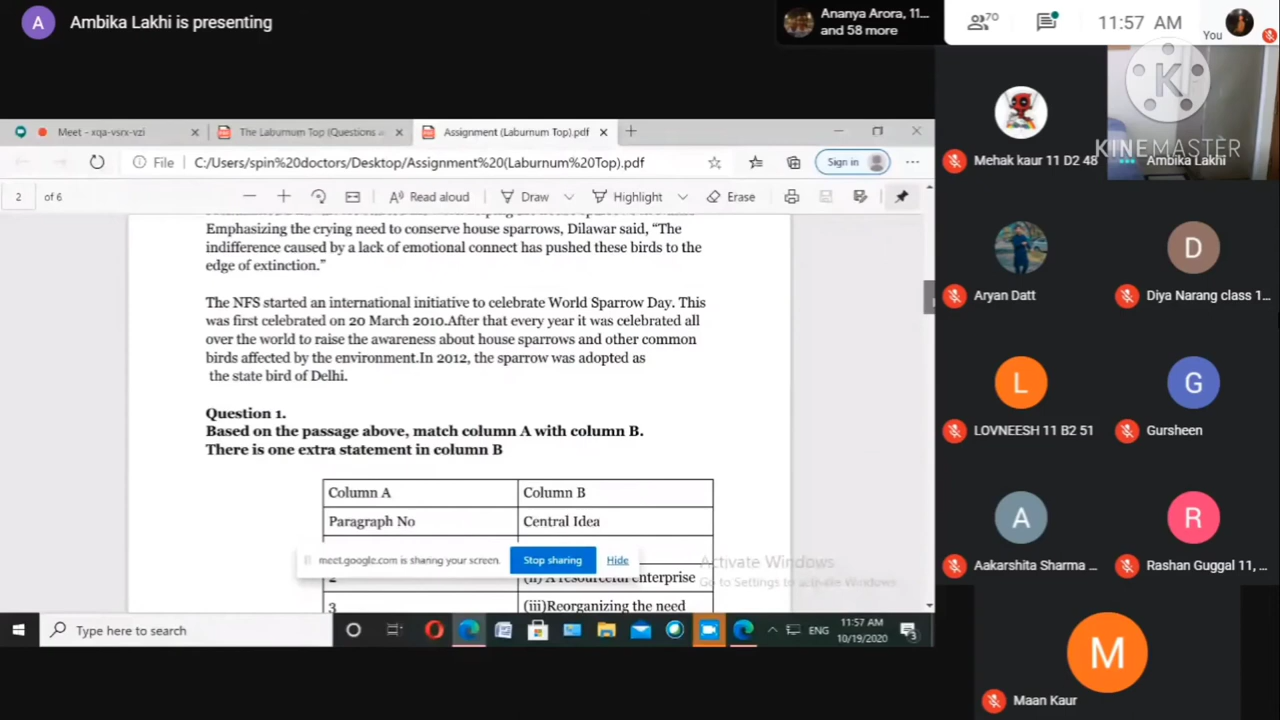 A
Ambika Lakhi is presenting
Ananya Arora, 11...
and 58 more
70
11:57 AM
You
Meet - xqa-vsrx-vzi
The Laburnum Top (Questions
Assignment (Laburnum Top).pdf
File
C:/Users/spin%20doctors/Desktop/Assignment%20(Laburnum%20Top).pdf
Sign in
2 of 6
Read aloud
Draw
Highlight
Erase
Emphasizing the crying need to conserve house sparrows, Dilawar said, “The
indifference caused by a lack of emotional connect has pushed these birds to the
edge of extinction.”
The NFS started an international initiative to celebrate World Sparrow Day. This
was first celebrated on 20 March 2010.After that every year it was celebrated all
over the world to raise the awareness about house sparrows and other common
birds affected by the environment.In 2012, the sparrow was adopted as
the state bird of Delhi.
Question 1.
Based on the passage above, match column A with column B.
There is one extra statement in column B
Column A
Column B
Paragraph No
Central Idea
meet.google.com is sharing your screen.
Stop sharing
Hide
2
(ii) A resourceful enterprise
3
(iii)Reorganizing the need
Activate Windows
Go to Settings to activate Windows.
Type here to search
ENG
11:57 AM
10/19/2020
3
K
KINEMASTER
Mehak kaur 11 D2 48
Ambika Lakhi
Aryan Datt
D
Diya Narang class 1...
L
LOVNEESH 11 B2 51
G
Gursheen
A
Aakarshita Sharma ...
R
Rashan Guggal 11, ...
M
Maan Kaur